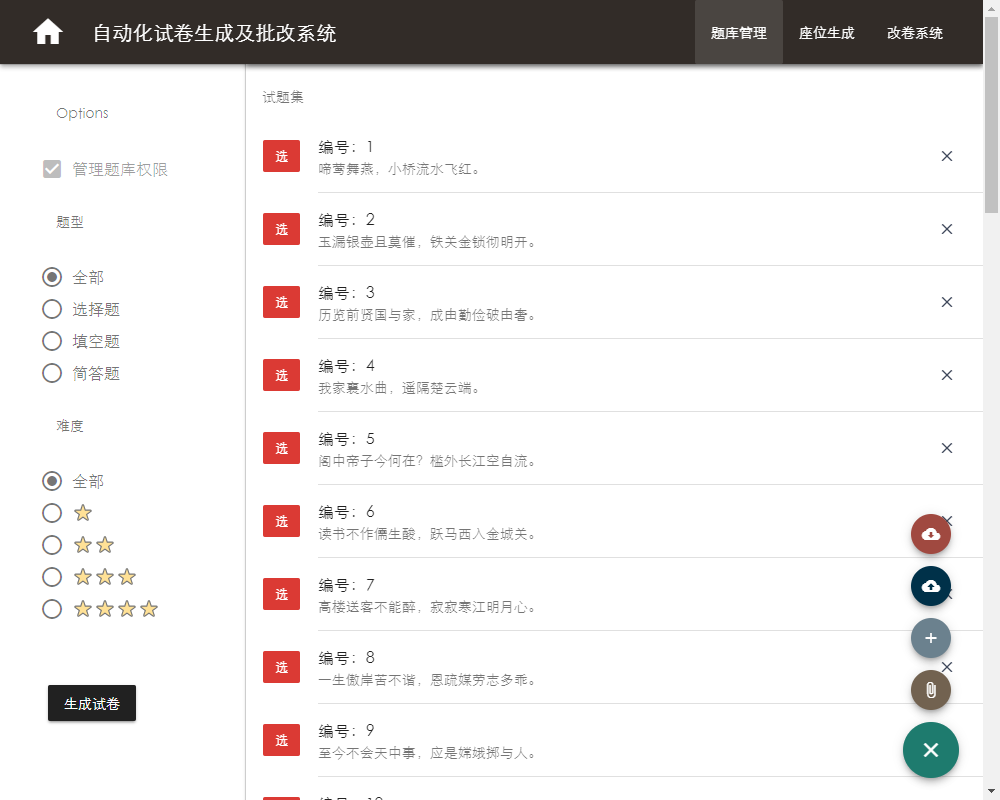 自动化试卷生成及批改系统
题库管理
座位生成
改卷系统
Options
管理题库权限
题型
全部
选择题
填空题
简答题
难度
全部
生成试卷
试题集
选
编号：1
啼莺舞燕，小桥流水飞红。
选
编号：2
玉漏银壶且莫催，铁关金锁彻明开。
选
编号：3
历览前贤国与家，成由勤俭破由奢。
选
编号：4
我家襄水曲，遥隔楚云端。
选
编号：5
阁中帝子今何在？槛外长江空自流。
选
编号：6
读书不作儒生酸，跃马西入金城关。
选
编号：7
高楼送客不能醉，寂寂寒江明月心。
选
编号：8
一生傲岸苦不谐，恩疏媒劳志多乖。
选
编号：9
至今不会天中事，应是嫦娥掷与人。